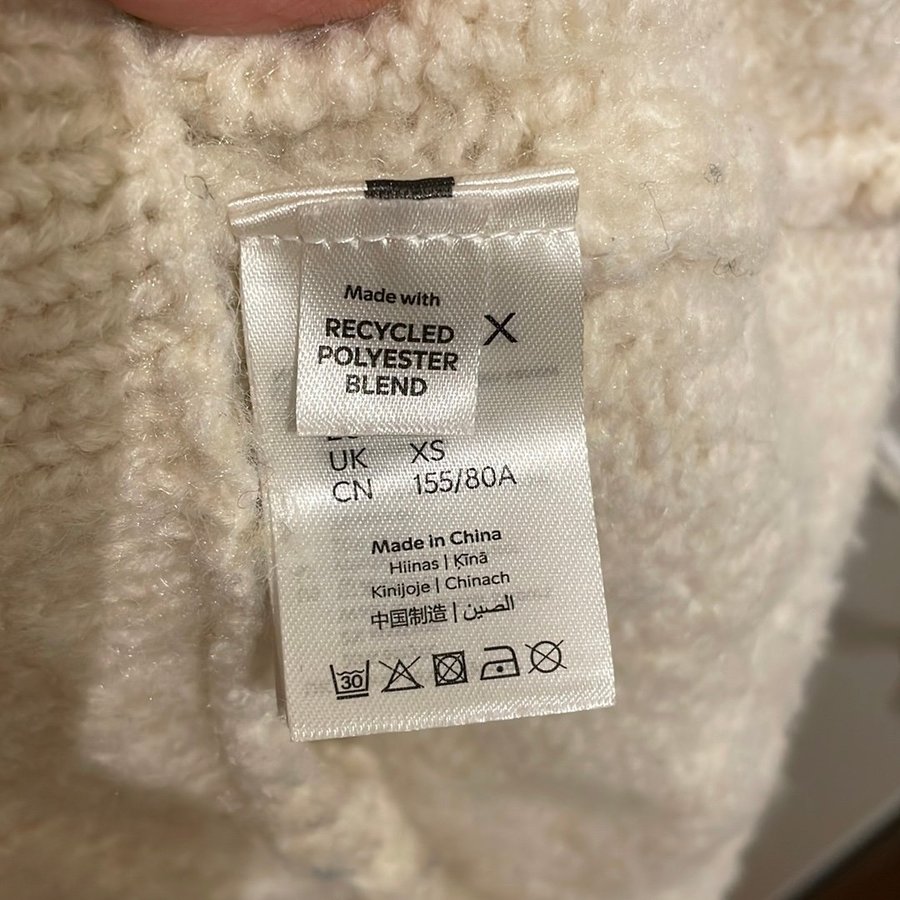 Made with
RECYCLED
POLYESTER
BLEND
X
UK XS
CN 155/80A
Made in China
Hiinas | Ķīnā
Kinijoje | Chinach
中国制造 | الصين
30